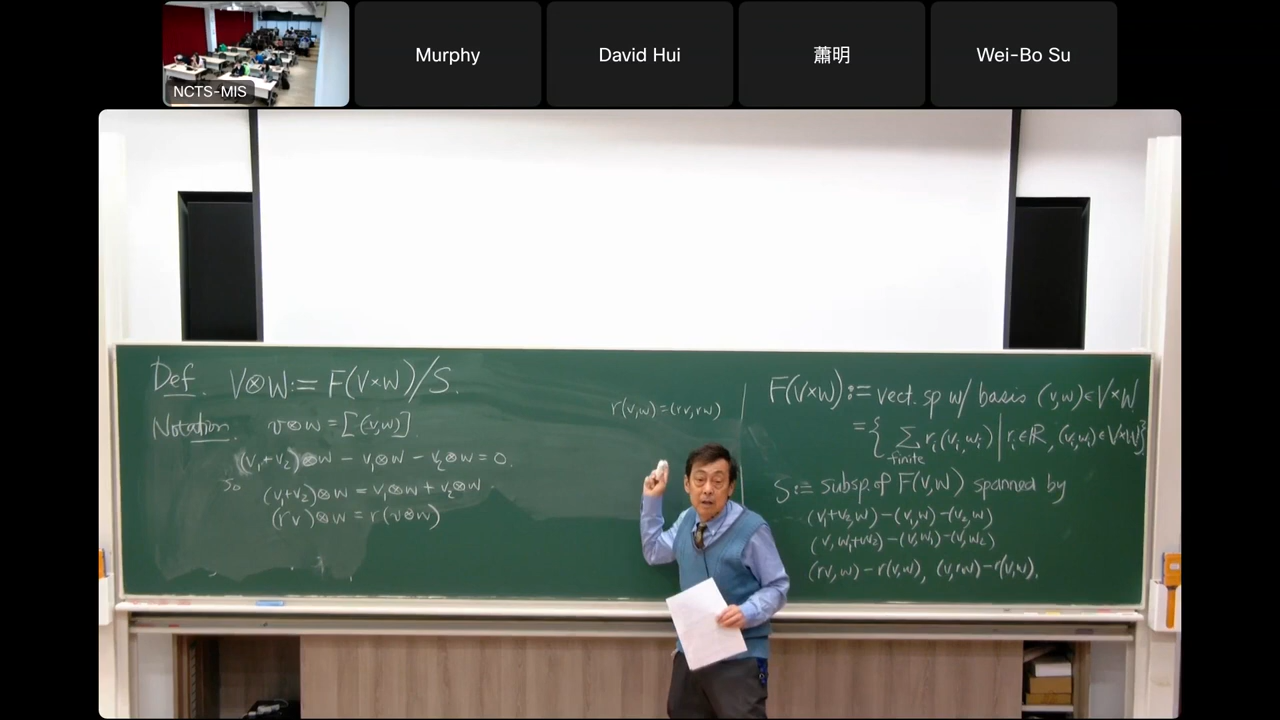 NCTS-MIS
Murphy
David Hui
蕭明
Wei-Bo Su
Def. V⊗W := F(V×W)/S.
Notation. v⊗w = [(v,w)].
(v₁+v₂)⊗w − v₁⊗w − v₂⊗w = 0.
So
(v₁+v₂)⊗w = v₁⊗w + v₂⊗w.
(rv)⊗w = r(v⊗w)
r(v,w)=(rv,rw)
F(V×W) := vect. sp w/ basis (v,w)∈V×W
= { ∑ rᵢ(vᵢ,wᵢ) | rᵢ∈ℝ, (vᵢ,wᵢ)∈V×W }
finite
S := subsp. of F(V,W) spanned by
(v₁+v₂,w)−(v₁,w)−(v₂,w)
(v,w₁+w₂)−(v,w₁)−(v,w₂)
(rv,w)−r(v,w), (v,rw)−r(v,w).